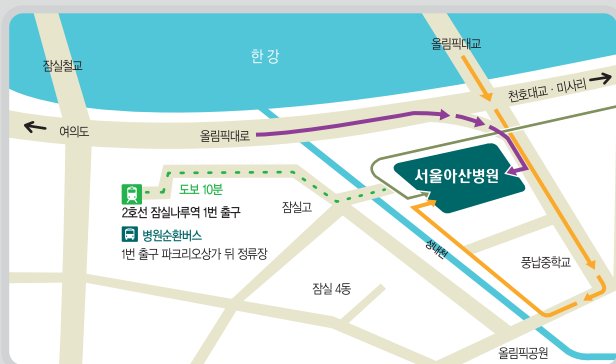 한강
올림픽대교
잠실철교
천호대교 · 미사리
여의도
올림픽대로
서울아산병원
도보 10분
2호선 잠실나루역 1번 출구
잠실고
병원순환버스
1번 출구 파크리오상가 뒤 정류장
성내천
풍납중학교
잠실 4동
올림픽공원